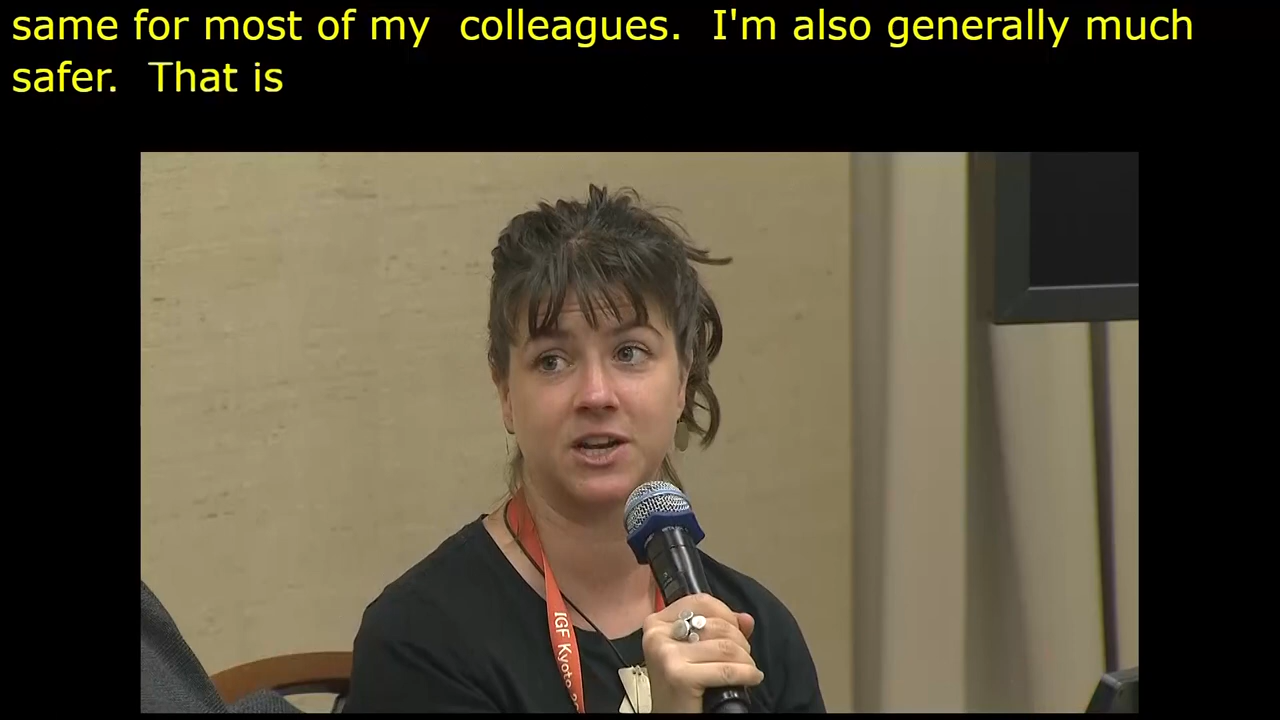 same for most of my  colleagues.  I'm also generally much
safer.  That is
IGF Kyoto